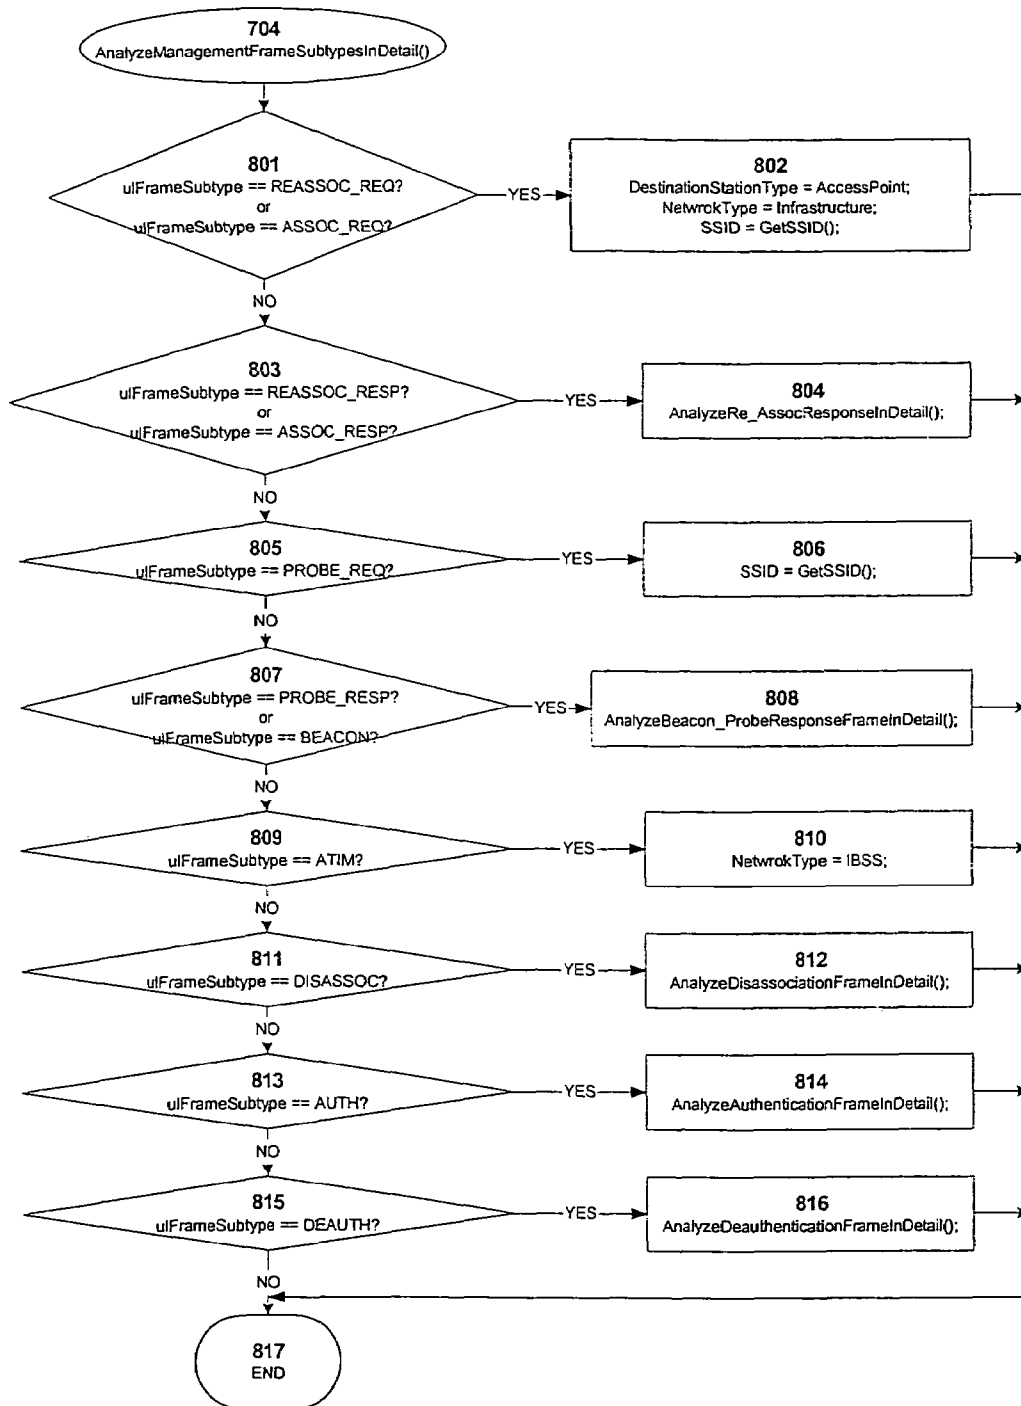 704
AnalyzeManagementFrameSubtypesInDetail()
801
ulFrameSubtype == REASSOC_REQ?
or
ulFrameSubtype == ASSOC_REQ?
YES
802
DestinationStationType = AccessPoint;
NetwrokType = Infrastructure;
SSID = GetSSID();
NO
803
ulFrameSubtype == REASSOC_RESP?
or
ulFrameSubtype == ASSOC_RESP?
YES
804
AnalyzeRe_AssocResponseInDetail();
NO
805
ulFrameSubtype == PROBE_REQ?
YES
806
SSID = GetSSID();
NO
807
ulFrameSubtype == PROBE_RESP?
or
ulFrameSubtype == BEACON?
YES
808
AnalyzeBeacon_ProbeResponseFrameInDetail();
NO
809
ulFrameSubtype == ATIM?
YES
810
NetwrokType = IBSS;
NO
811
ulFrameSubtype == DISASSOC?
YES
812
AnalyzeDisassociationFrameInDetail();
NO
813
ulFrameSubtype == AUTH?
YES
814
AnalyzeAuthenticationFrameInDetail();
NO
815
ulFrameSubtype == DEAUTH?
YES
816
AnalyzeDeauthenticationFrameInDetail();
NO
817
END